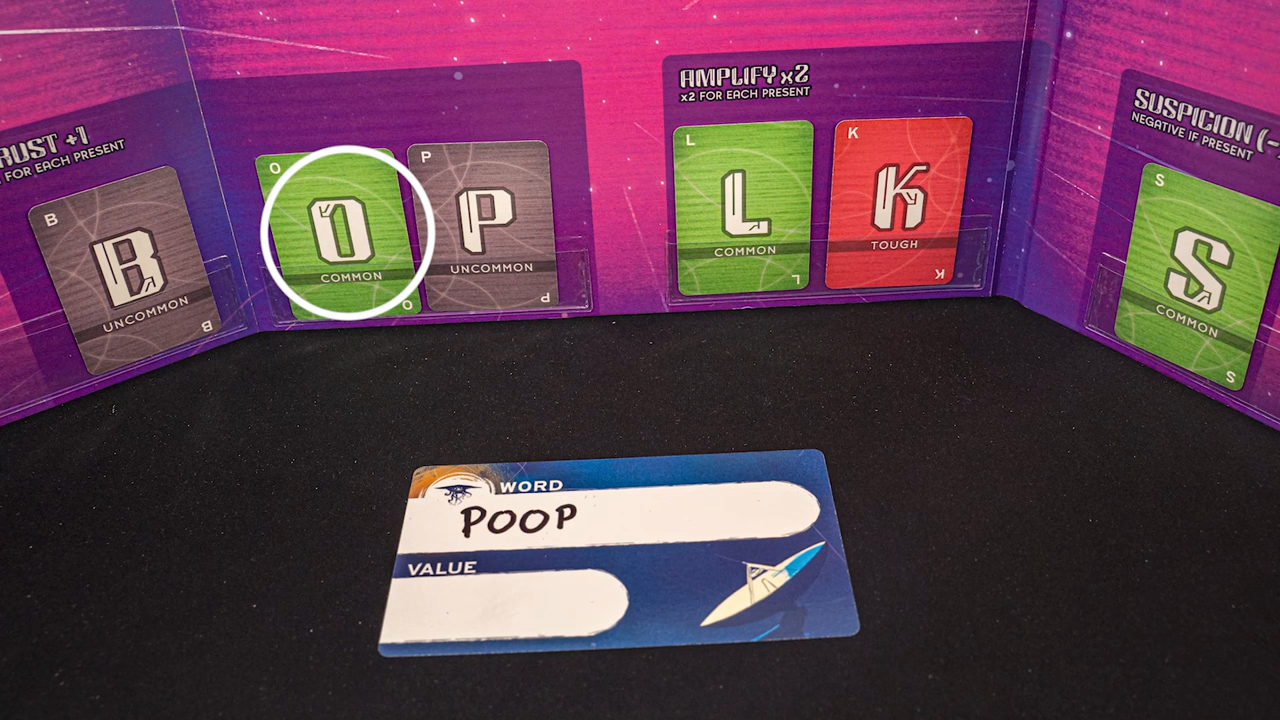 RUST +1
FOR EACH PRESENT
B
UNCOMMON
B
O
O
COMMON
O
P
P
UNCOMMON
P
AMPLIFY x2
x2 FOR EACH PRESENT
L
L
COMMON
L
K
K
TOUGH
K
SUSPICION (-
NEGATIVE IF PRESENT
S
S
COMMON
S
WORD
POOP
VALUE